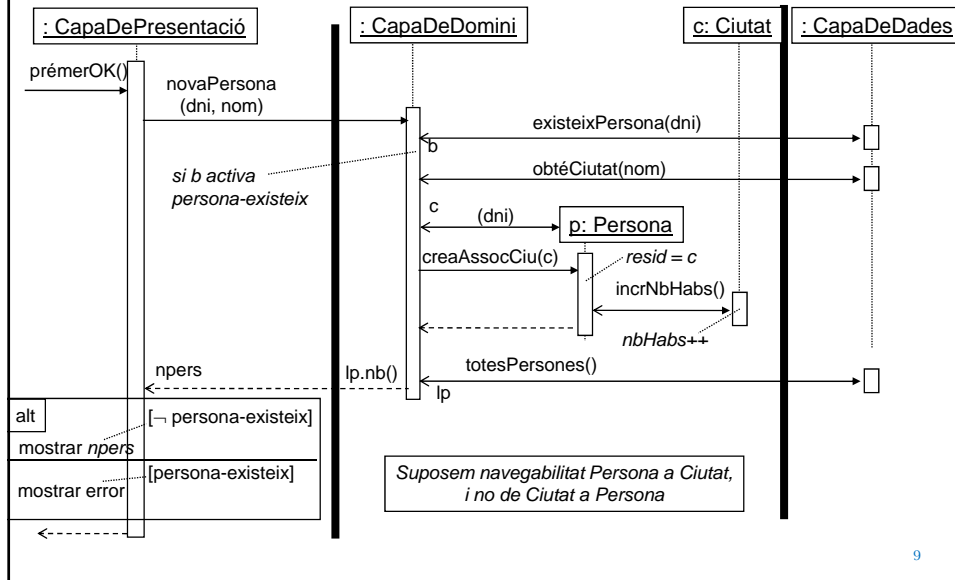 : CapaDePresentació
: CapaDeDomini
c: Ciutat
: CapaDeDades
prémerOK()
novaPersona
(dni, nom)
existeixPersona(dni)
b
si b activa
persona-existeix
obtéCiutat(nom)
c
(dni)
p: Persona
creaAssocCiu(c)
resid = c
incrNbHabs()
nbHabs++
totesPersones()
npers
lp.nb()
lp
alt
[¬ persona-existeix]
mostrar npers
[persona-existeix]
mostrar error
Suposem navegabilitat Persona a Ciutat,
i no de Ciutat a Persona
9